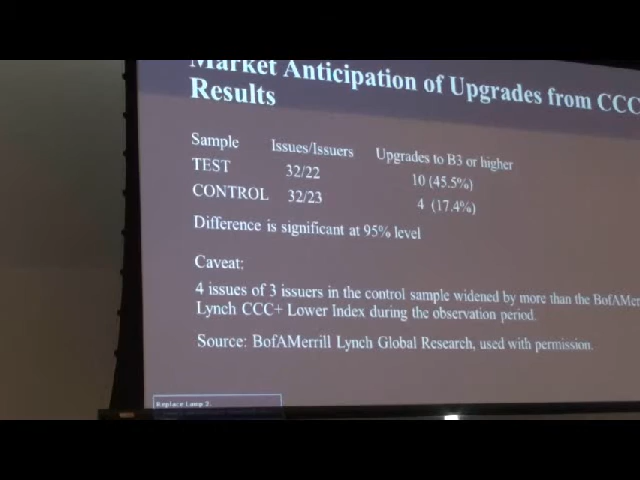 Market Anticipation of Upgrades from CCC
Results
Sample Issues/Issuers Upgrades to B3 or higher
TEST 32/22 10 (45.5%)
CONTROL 32/23 4 (17.4%)
Difference is significant at 95% level
Caveat:
4 issues of 3 issuers in the control sample widened by more than the BofAMerr
Lynch CCC+ Lower Index during the observation period.
Source: BofAMerrill Lynch Global Research, used with permission.
Replace Lamp 2.